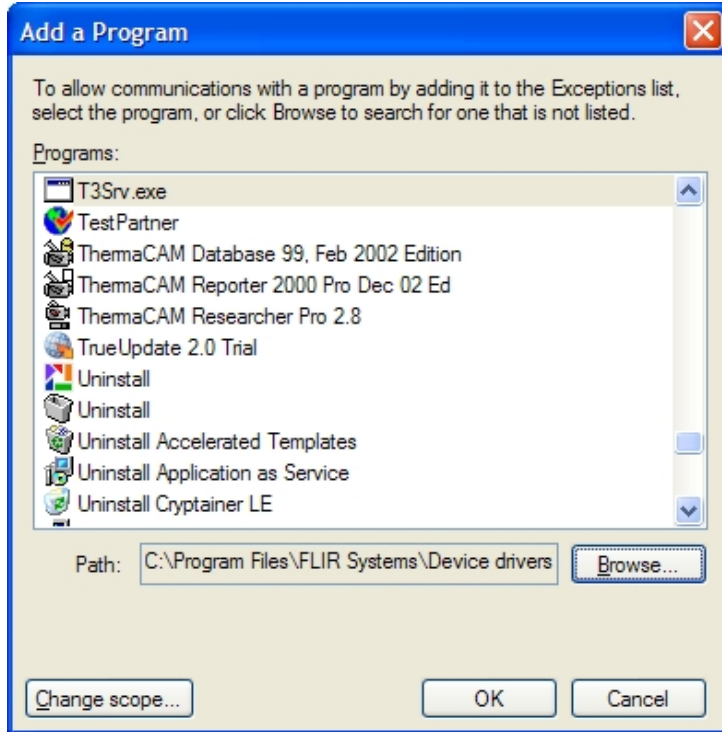 Add a Program
To allow communications with a program by adding it to the Exceptions list,
select the program, or click Browse to search for one that is not listed.
Programs:
T3Srv.exe
TestPartner
ThermaCAM Database 99, Feb 2002 Edition
ThermaCAM Reporter 2000 Pro Dec 02 Ed
ThermaCAM Researcher Pro 2.8
TrueUpdate 2.0 Trial
Uninstall
Uninstall
Uninstall Accelerated Templates
Uninstall Application as Service
Uninstall Cryptainer LE
Path: C:\Program Files\FLIR Systems\Device drivers Browse...
Change scope... OK Cancel